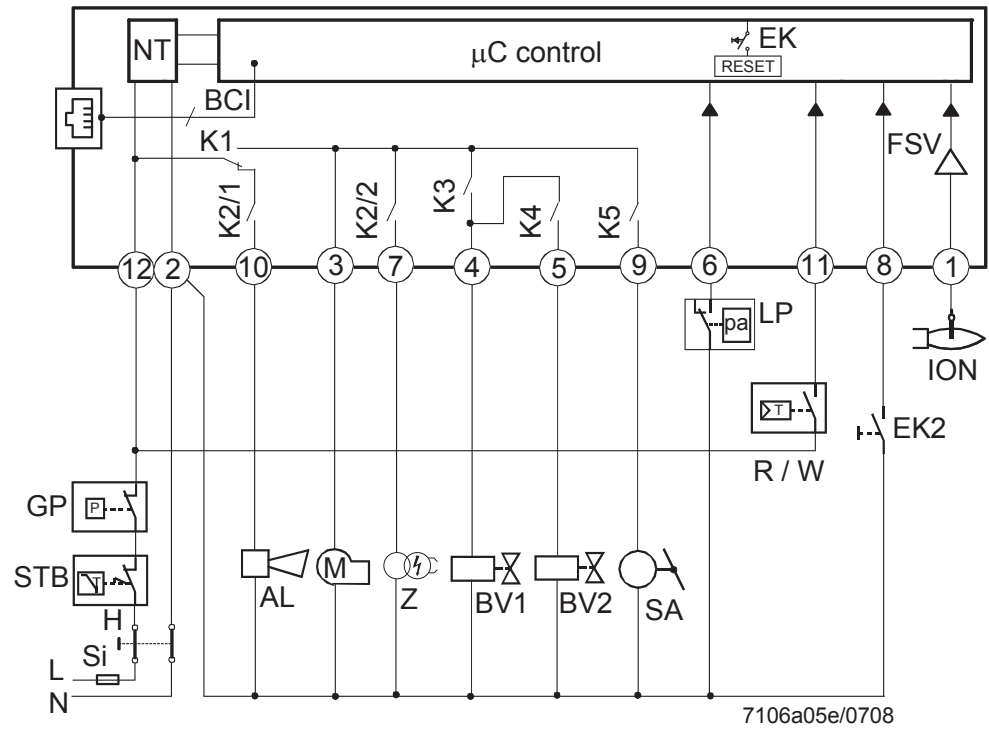 NT
μC control
EK
RESET
BCI
K1
FSV
K2/1
K2/2
K3
K4
K5
12
2
10
3
7
4
5
9
6
11
8
1
pa
LP
ION
T
EK2
R / W
GP
P
STB
T
M
AL
Z
BV1
BV2
SA
H
Si
L
N
7106a05e/0708